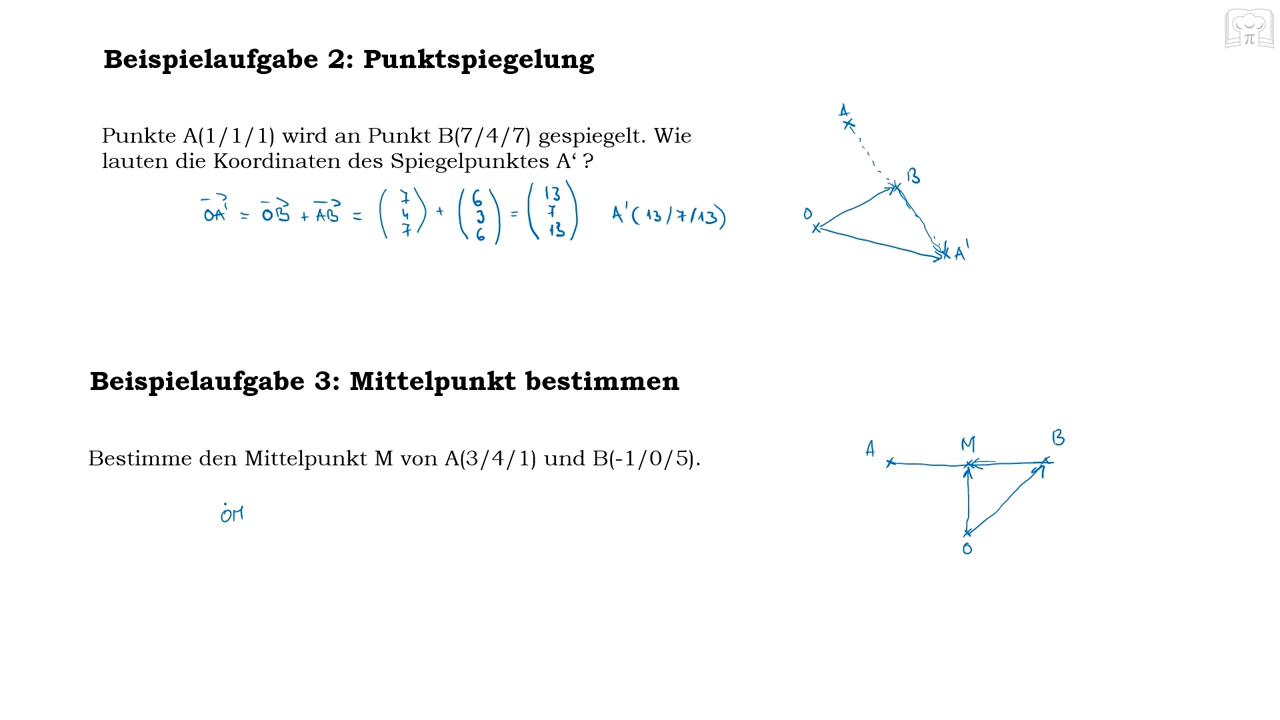 Beispielaufgabe 2: Punktspiegelung
Punkte A(1/1/1) wird an Punkt B(7/4/7) gespiegelt. Wie
lauten die Koordinaten des Spiegelpunktes A‘ ?
OA' = OB + AB = (7 4 7) + (6 3 6) = (13 7 13) A'(13/7/13)
A
B
O
A'
Beispielaufgabe 3: Mittelpunkt bestimmen
Bestimme den Mittelpunkt M von A(3/4/1) und B(-1/0/5).
OM
A
M
B
O
π